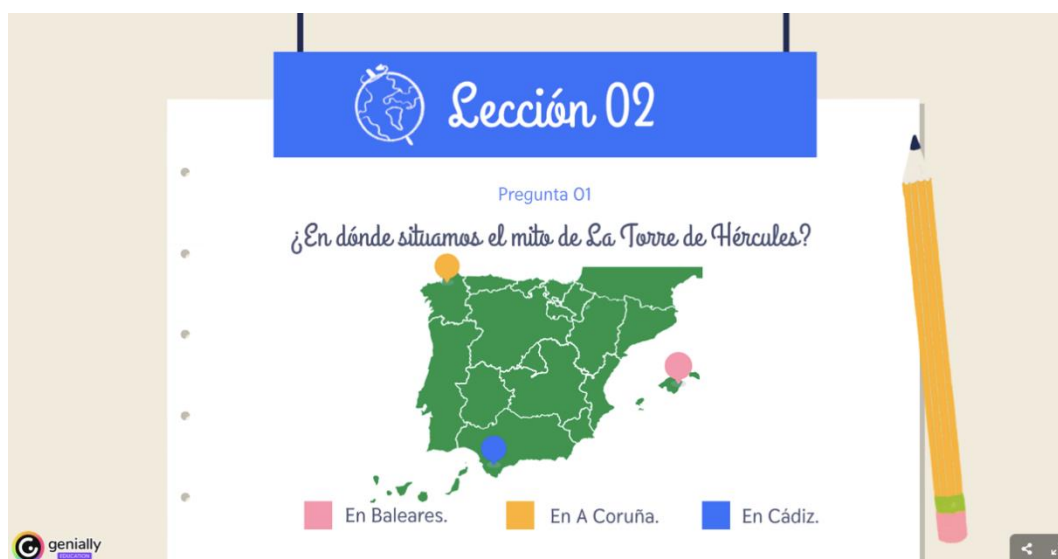 Lección 02
Pregunta 01
¿En dónde situamos el mito de La Torre de Hércules?
En Baleares. En A Coruña. En Cádiz.
genially
EDUCATION